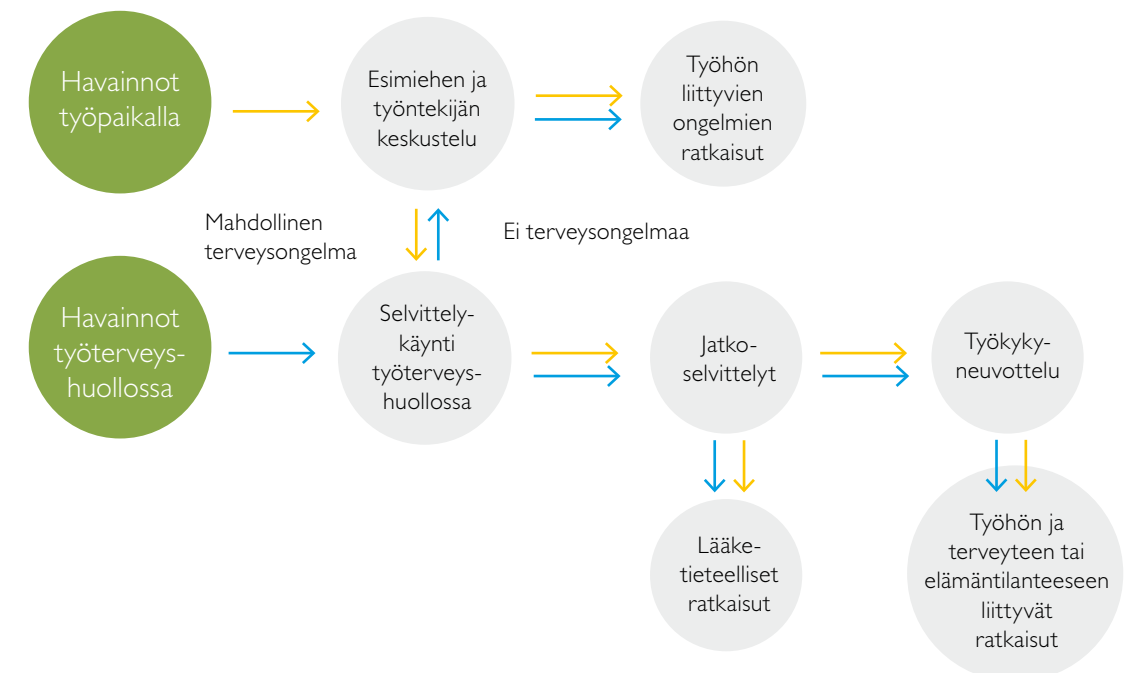 Havainnot
työpaikalla
Esimiehen ja
työntekijän
keskustelu
Työhön
liittyvien
ongelmien
ratkaisut
Mahdollinen
terveysongelma
Ei terveysongelmaa
Havainnot
työterveys-
huollossa
Selvittely-
käynti
työterveys-
huollossa
Jatko-
selvittelyt
Työkyky-
neuvottelu
Lääke-
tieteelliset
ratkaisut
Työhön ja
terveyteen tai
elämäntilanteeseen
liittyvät
ratkaisut